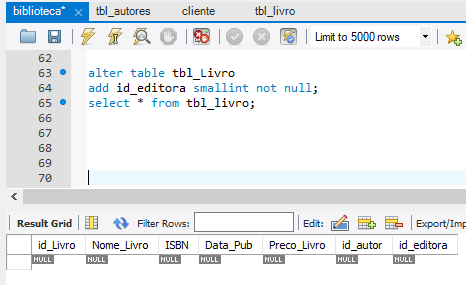 biblioteca* × tbl_autores cliente tbl_livro
Limit to 5000 rows
62
63 alter table tbl_Livro
64 add id_editora smallint not null;
65 select * from tbl_livro;
66
67
68
69
70
Result Grid Filter Rows: Edit: Export/Imp
id_Livro Nome_Livro ISBN Data_Pub Preco_Livro id_autor id_editora
NULL NULL NULL NULL NULL NULL NULL